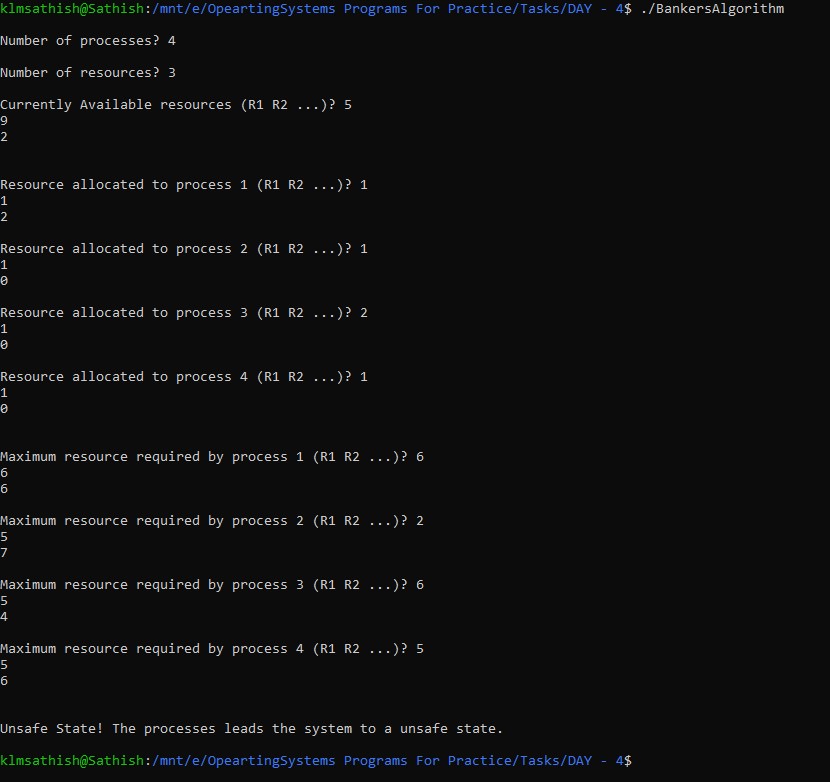 klmsathish@Sathish:/mnt/e/OpeartingSystems Programs For Practice/Tasks/DAY - 4$ ./BankersAlgorithm
Number of processes? 4
Number of resources? 3
Currently Available resources (R1 R2 ...)? 5
9
2
Resource allocated to process 1 (R1 R2 ...)? 1
1
2
Resource allocated to process 2 (R1 R2 ...)? 1
1
0
Resource allocated to process 3 (R1 R2 ...)? 2
1
0
Resource allocated to process 4 (R1 R2 ...)? 1
1
0
Maximum resource required by process 1 (R1 R2 ...)? 6
6
6
Maximum resource required by process 2 (R1 R2 ...)? 2
5
7
Maximum resource required by process 3 (R1 R2 ...)? 6
5
4
Maximum resource required by process 4 (R1 R2 ...)? 5
5
6
Unsafe State! The processes leads the system to a unsafe state.
klmsathish@Sathish:/mnt/e/OpeartingSystems Programs For Practice/Tasks/DAY - 4$